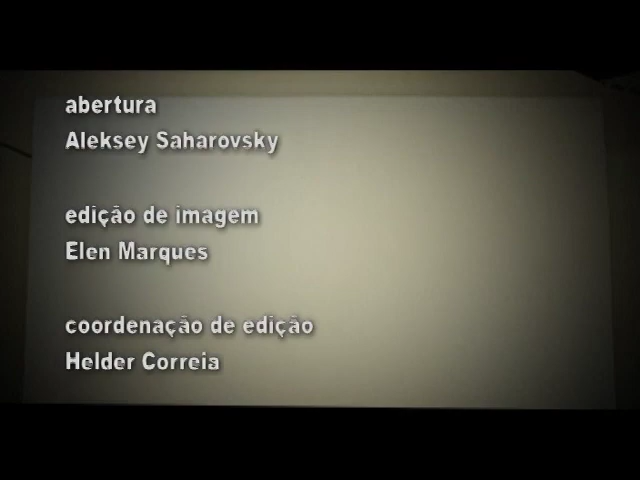 abertura
Aleksey Saharovsky
edição de imagem
Elen Marques
coordenação de edição
Helder Correia